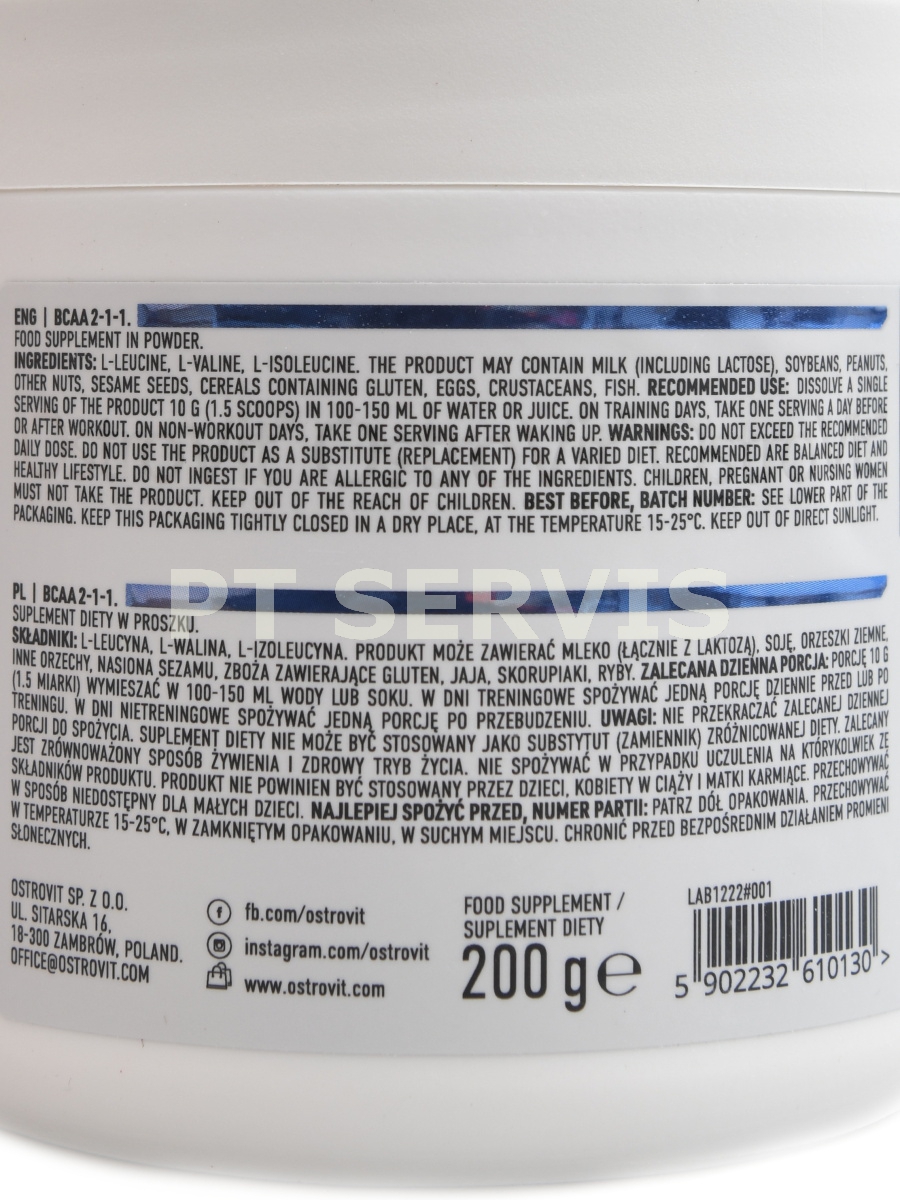 ENG | BCAA 2-1-1.
FOOD SUPPLEMENT IN POWDER.
INGREDIENTS: L-LEUCINE, L-VALINE, L-ISOLEUCINE. THE PRODUCT MAY CONTAIN MILK (INCLUDING LACTOSE), SOYBEANS, PEANUTS,
OTHER NUTS, SESAME SEEDS, CEREALS CONTAINING GLUTEN, EGGS, CRUSTACEANS, FISH. RECOMMENDED USE: DISSOLVE A SINGLE
SERVING OF THE PRODUCT 10 G (1.5 SCOOPS) IN 100-150 ML OF WATER OR JUICE. ON TRAINING DAYS, TAKE ONE SERVING A DAY BEFORE
OR AFTER WORKOUT. ON NON-WORKOUT DAYS, TAKE ONE SERVING AFTER WAKING UP. WARNINGS: DO NOT EXCEED THE RECOMMENDED
DAILY DOSE. DO NOT USE THE PRODUCT AS A SUBSTITUTE (REPLACEMENT) FOR A VARIED DIET. RECOMMENDED ARE BALANCED DIET AND
HEALTHY LIFESTYLE. DO NOT INGEST IF YOU ARE ALLERGIC TO ANY OF THE INGREDIENTS. CHILDREN, PREGNANT OR NURSING WOMEN
MUST NOT TAKE THE PRODUCT. KEEP OUT OF THE REACH OF CHILDREN. BEST BEFORE, BATCH NUMBER: SEE LOWER PART OF THE
PACKAGING. KEEP THIS PACKAGING TIGHTLY CLOSED IN A DRY PLACE, AT THE TEMPERATURE 15-25°C. KEEP OUT OF DIRECT SUNLIGHT.
PT SERVIS
PL | BCAA 2-1-1.
SUPLEMENT DIETY W PROSZKU.
SKŁADNIKI: L-LEUCYNA, L-WALINA, L-IZOLEUCYNA. PRODUKT MOŻE ZAWIERAĆ MLEKO (ŁĄCZNIE Z LAKTOZĄ), SOJĘ, ORZESZKI ZIEMNE,
INNE ORZECHY, NASIONA SEZAMU, ZBOŻA ZAWIERAJĄCE GLUTEN, JAJA, SKORUPIAKI, RYBY. ZALECANA DZIENNA PORCJA: PORCJĘ 10 G
(1.5 MIARKI) WYMIESZAĆ W 100-150 ML WODY LUB SOKU. W DNI TRENINGOWE SPOŻYWAĆ JEDNĄ PORCJĘ DZIENNIE PRZED LUB PO
TRENINGU. W DNI NIETRENINGOWE SPOŻYWAĆ JEDNĄ PORCJĘ PO PRZEBUDZENIU. UWAGI: NIE PRZEKRACZAĆ ZALECANEJ DZIENNEJ
PORCJI DO SPOŻYCIA. SUPLEMENT DIETY NIE MOŻE BYĆ STOSOWANY JAKO SUBSTYTUT (ZAMIENNIK) ZRÓŻNICOWANEJ DIETY. ZALECANY
JEST ZRÓWNOWAŻONY SPOSÓB ŻYWIENIA I ZDROWY TRYB ŻYCIA. NIE SPOŻYWAĆ W PRZYPADKU UCZULENIA NA KTÓRYKOLWIEK ZE
SKŁADNIKÓW PRODUKTU. PRODUKT NIE POWINIEN BYĆ STOSOWANY PRZEZ DZIECI, KOBIETY W CIĄŻY I MATKI KARMIĄCE. PRZECHOWYWAĆ
W SPOSÓB NIEDOSTĘPNY DLA MAŁYCH DZIECI. NAJLEPIEJ SPOŻYĆ PRZED, NUMER PARTII: PATRZ DÓŁ OPAKOWANIA. PRZECHOWYWAĆ
W TEMPERATURZE 15-25°C, W ZAMKNIĘTYM OPAKOWANIU, W SUCHYM MIEJSCU. CHRONIĆ PRZED BEZPOŚREDNIM DZIAŁANIEM PROMIENI
SŁONECZNYCH.
OSTROVIT SP. Z O.O.
UL. SITARSKA 16,
18-300 ZAMBRÓW, POLAND.
OFFICE@OSTROVIT.COM
fb.com/ostrovit
instagram.com/ostrovit
www.ostrovit.com
FOOD SUPPLEMENT /
SUPLEMENT DIETY
200 g e
LAB1222#001
5 902232 610130 >